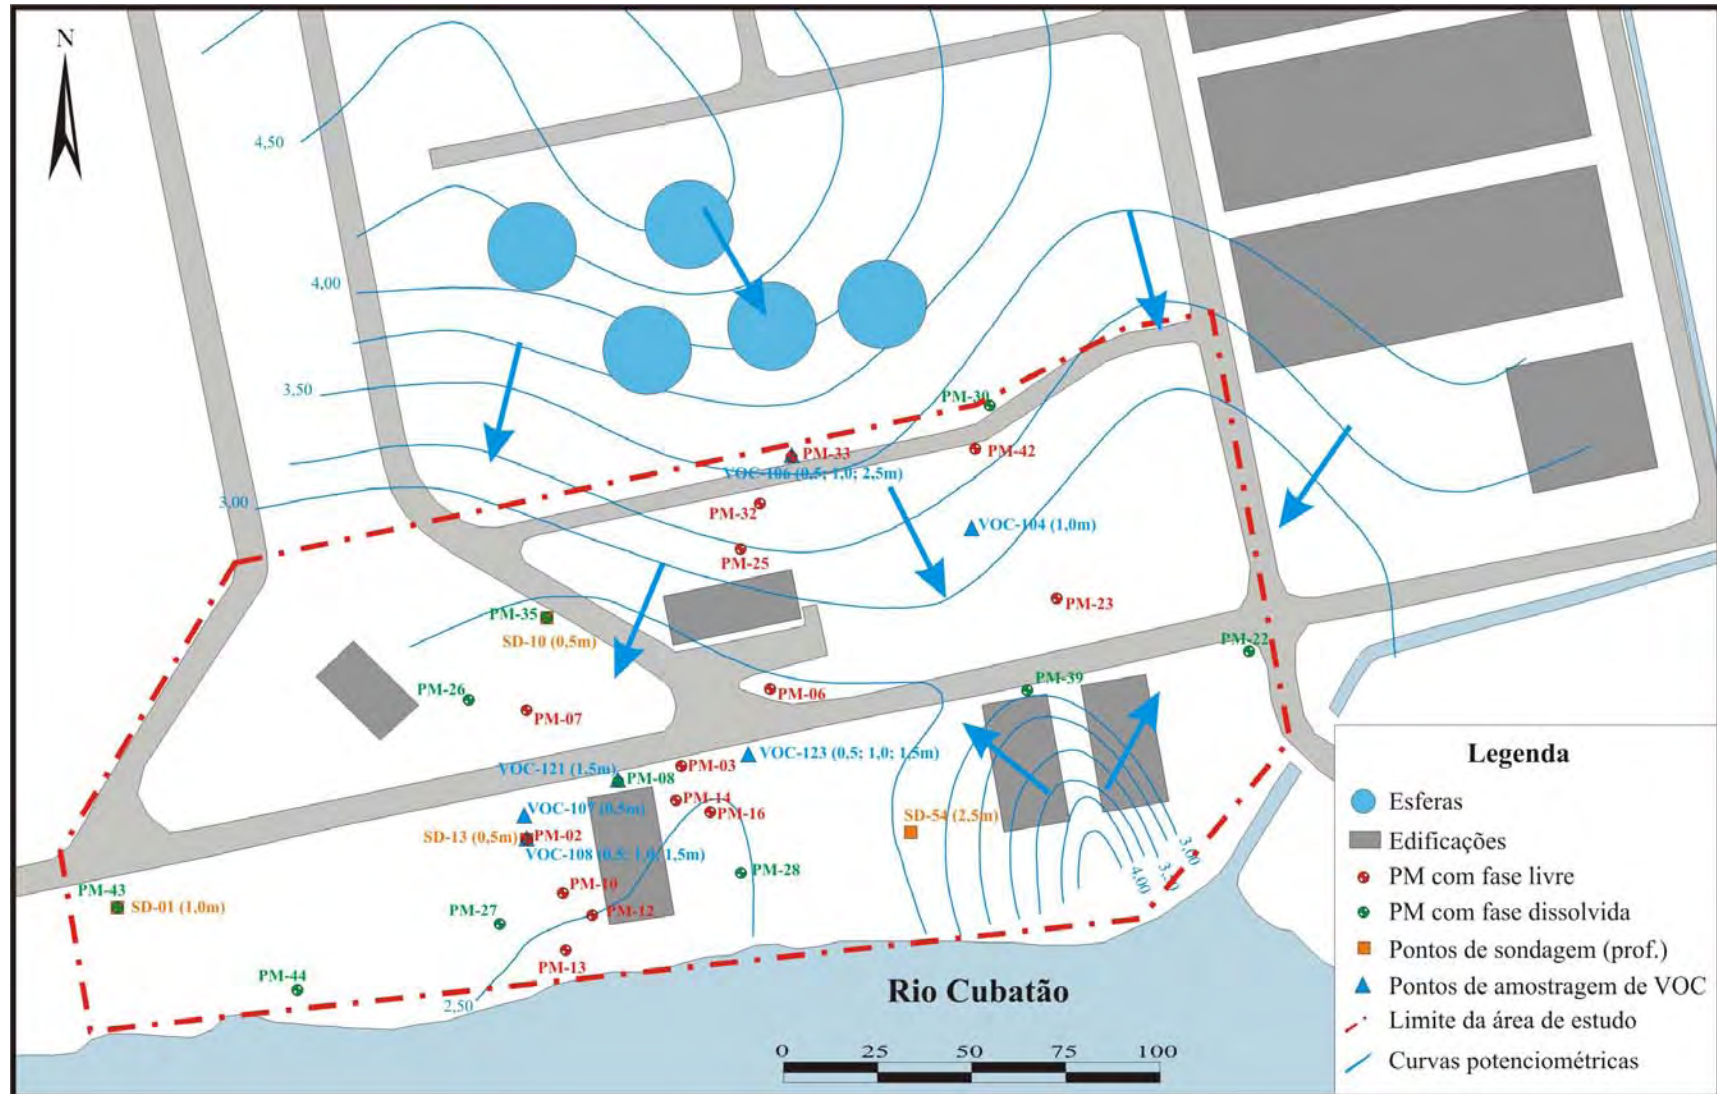 N
4,50
4,00
3,50
3,00
PM-30
PM-33
PM-42
VOC-106 (0,5; 1,0; 2,5m)
PM-32
VOC-104 (1,0m)
PM-25
PM-23
PM-35
SD-10 (0,5m)
PM-22
PM-26
PM-06
PM-39
PM-07
VOC-123 (0,5; 1,0; 1,5m)
PM-03
VOC-121 (1,5m)
PM-08
PM-14
VOC-107 (0,5m)
PM-16
SD-54 (2,5m)
SD-13 (0,5m)
PM-02
VOC-108 (0,5; 1,0; 1,5m)
3,00
3,50
4,00
PM-28
PM-43
SD-01 (1,0m)
PM-10
PM-27
PM-12
PM-13
PM-44
2,50
Rio Cubatão
0 25 50 75 100
Legenda
Esferas
Edificações
PM com fase livre
PM com fase dissolvida
Pontos de sondagem (prof.)
Pontos de amostragem de VOC
Limite da área de estudo
Curvas potenciométricas